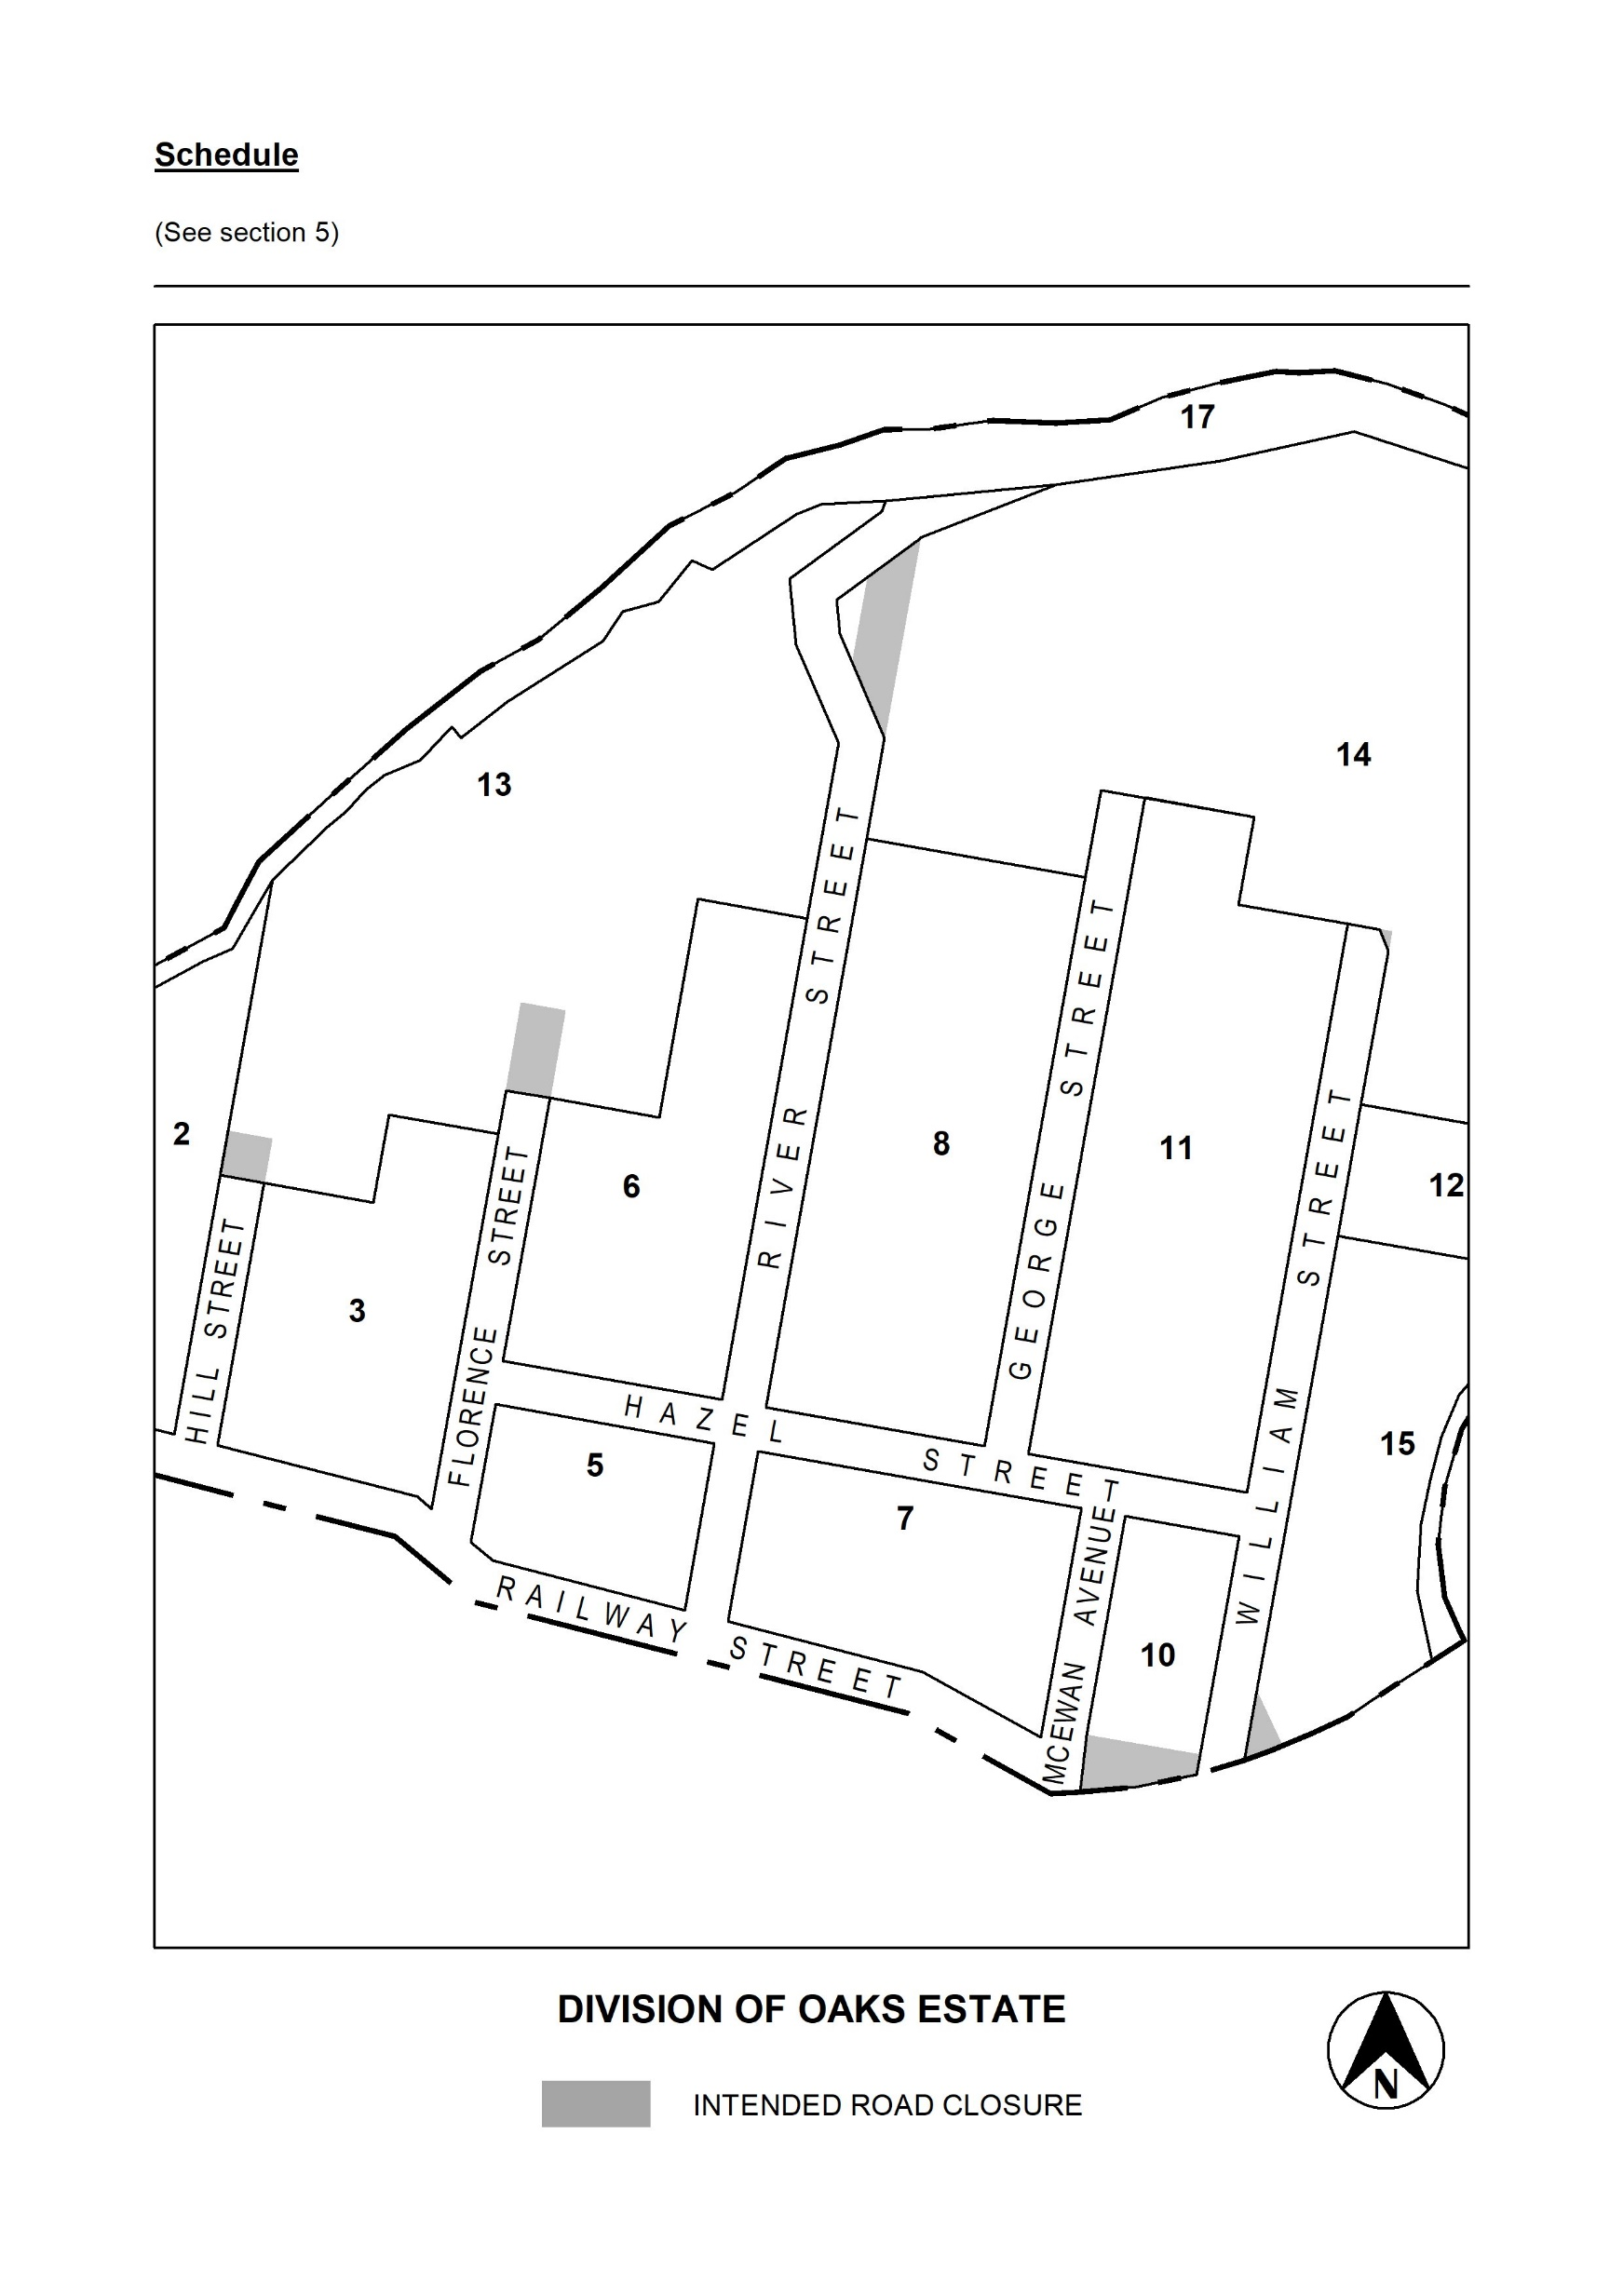 Schedule
(See section 5)
17
14
13
2
3
6
8
11
12
15
5
7
10
HILL STREET
FLORENCE STREET
RIVER STREET
GEORGE STREET
WILLIAM STREET
HAZEL STREET
MCEWAN AVENUE
RAILWAY STREET
DIVISION OF OAKS ESTATE
INTENDED ROAD CLOSURE
N